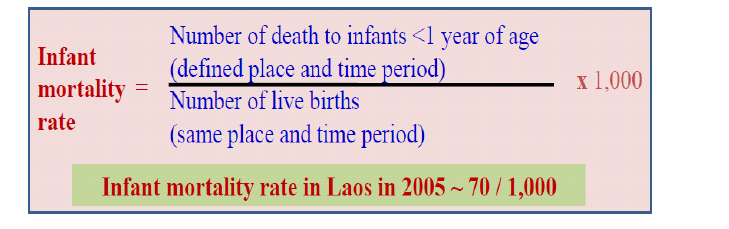 Infant mortality rate =
Number of death to infants <1 year of age
(defined place and time period)
Number of live births
(same place and time period)
x 1,000
Infant mortality rate in Laos in 2005 ~ 70 / 1,000